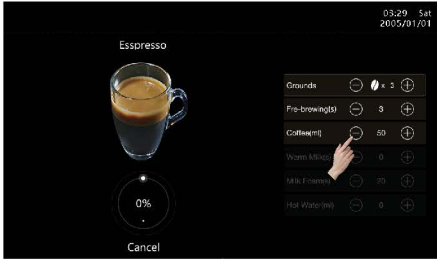 03:29 Sat
2005/01/01
Esspresso
Grounds x 3
Pre-brewing(s) 3
Coffee(ml) 50
Warm Milk(s) 0
Milk Foam(s) 20
Hot Water(ml) 0
0%
Cancel